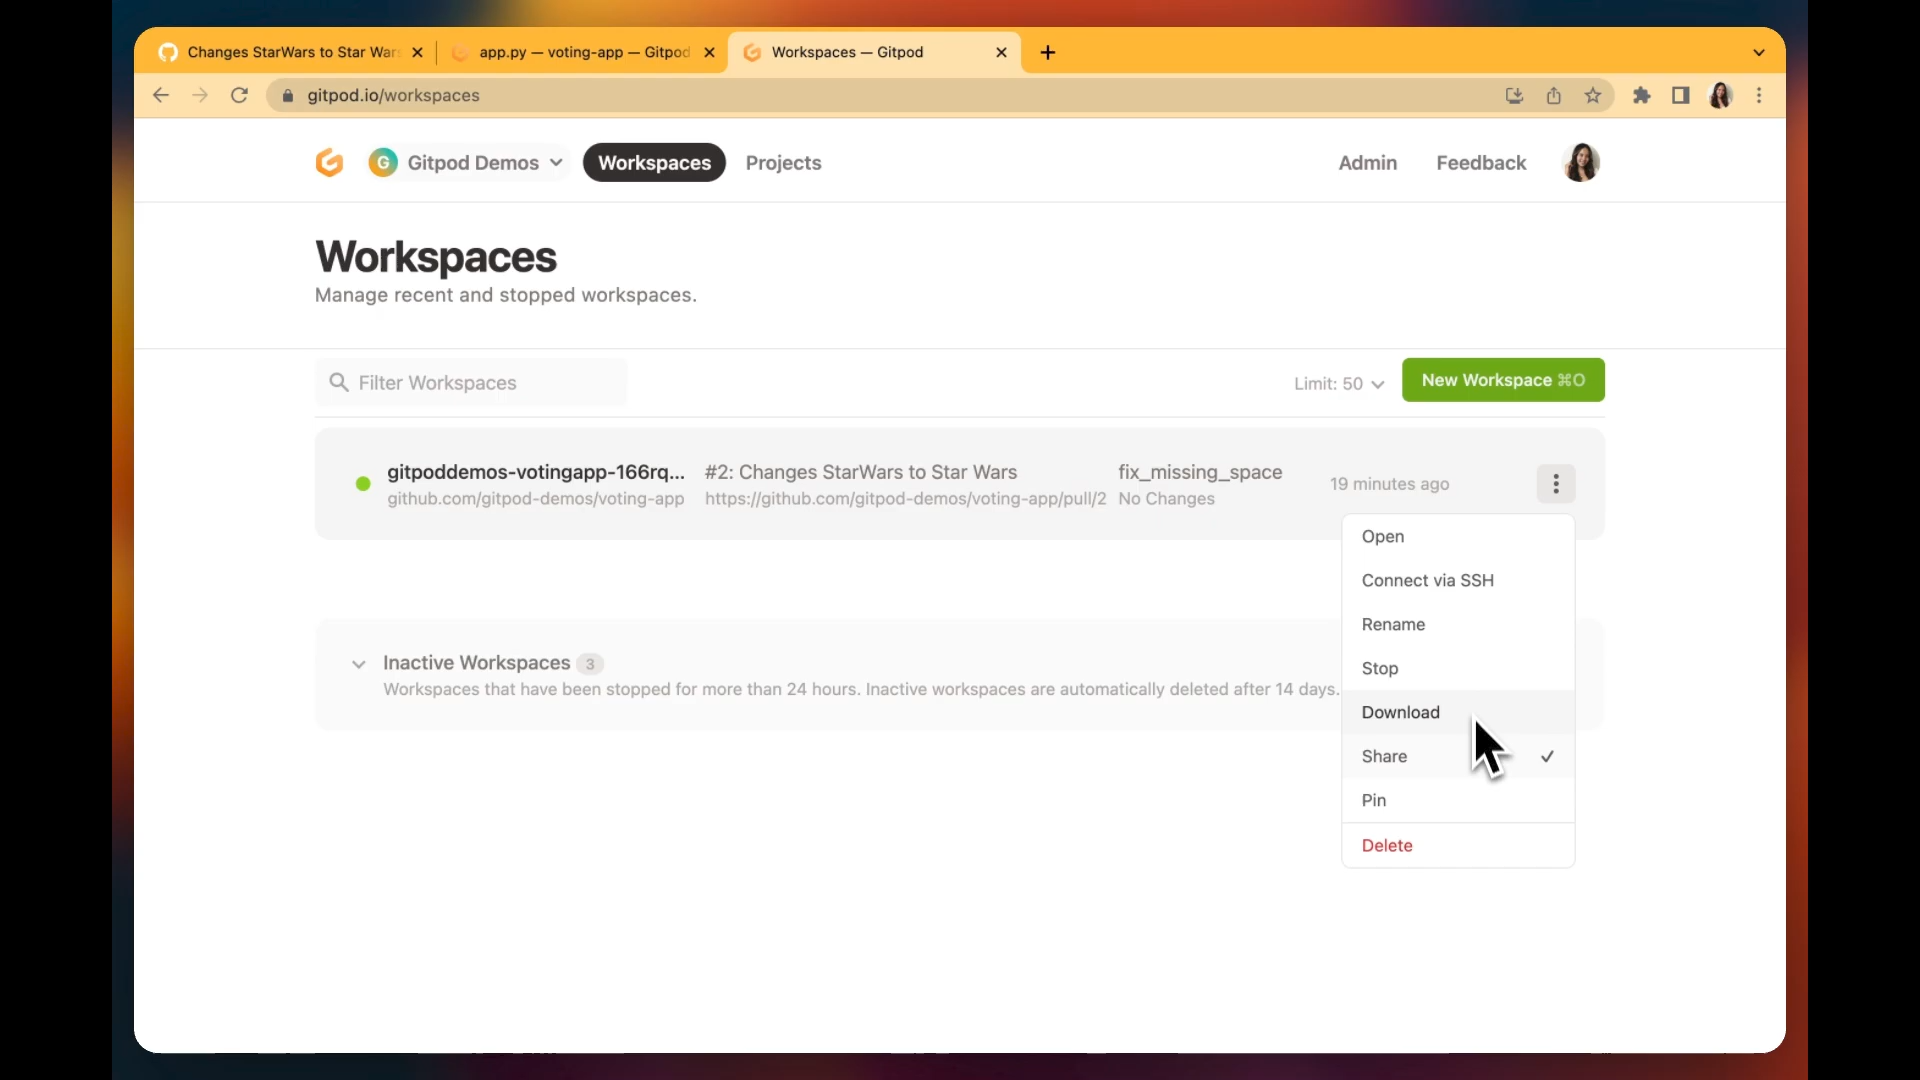 Changes StarWars to Star Wars
app.py — voting-app — Gitpod
Workspaces — Gitpod
gitpod.io/workspaces
G
Gitpod Demos
Workspaces
Projects
Admin
Feedback
Workspaces
Manage recent and stopped workspaces.
Filter Workspaces
Limit: 50
New Workspace ⌘O
gitpoddemos-votingapp-166rq...
#2: Changes StarWars to Star Wars
fix_missing_space
19 minutes ago
github.com/gitpod-demos/voting-app
https://github.com/gitpod-demos/voting-app/pull/2
No Changes
Open
Connect via SSH
Rename
Stop
Download
Share
Pin
Delete
Inactive Workspaces 3
Workspaces that have been stopped for more than 24 hours. Inactive workspaces are automatically deleted after 14 days.